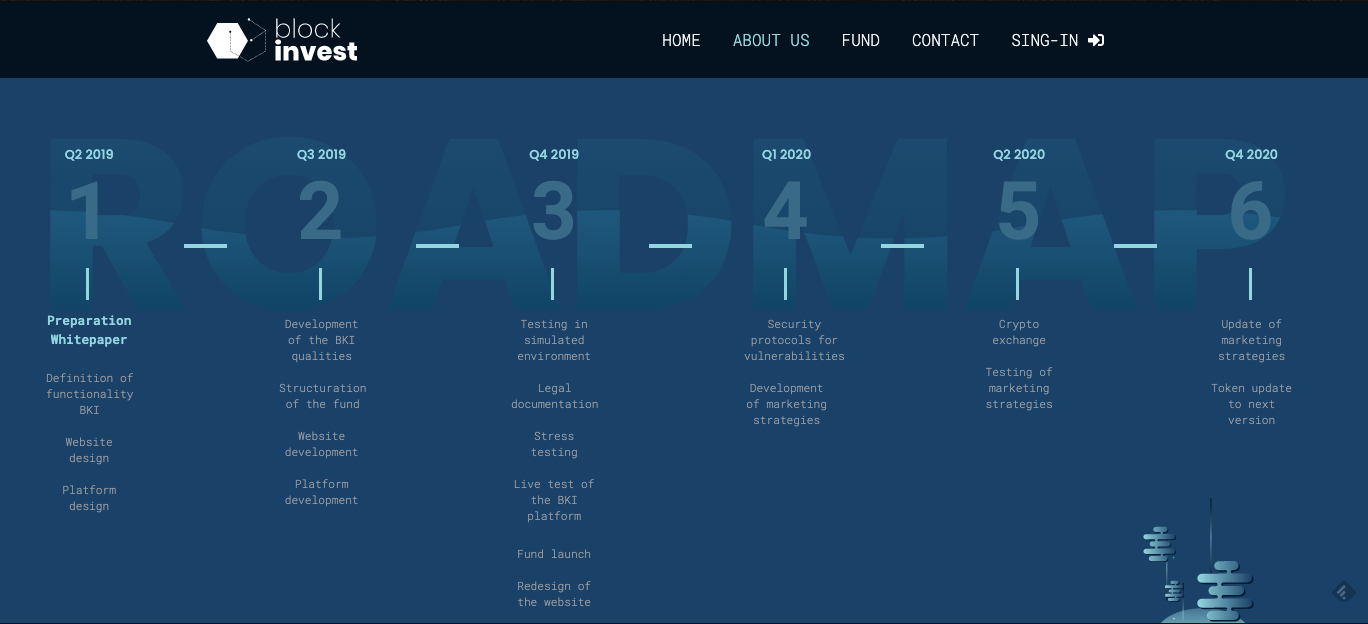 block
invest
HOME
ABOUT US
FUND
CONTACT
SING-IN
ROADMAP
Q2 2019
1
Preparation
Whitepaper
Definition of
functionality
BKI
Website
design
Platform
design
Q3 2019
2
Development
of the BKI
qualities
Structuration
of the fund
Website
development
Platform
development
Q4 2019
3
Testing in
simulated
environment
Legal
documentation
Stress
testing
Live test of
the BKI
platform
Fund launch
Redesign of
the website
Q1 2020
4
Security
protocols for
vulnerabilities
Development
of marketing
strategies
Q2 2020
5
Crypto
exchange
Testing of
marketing
strategies
Q4 2020
6
Update of
marketing
strategies
Token update
to next
version